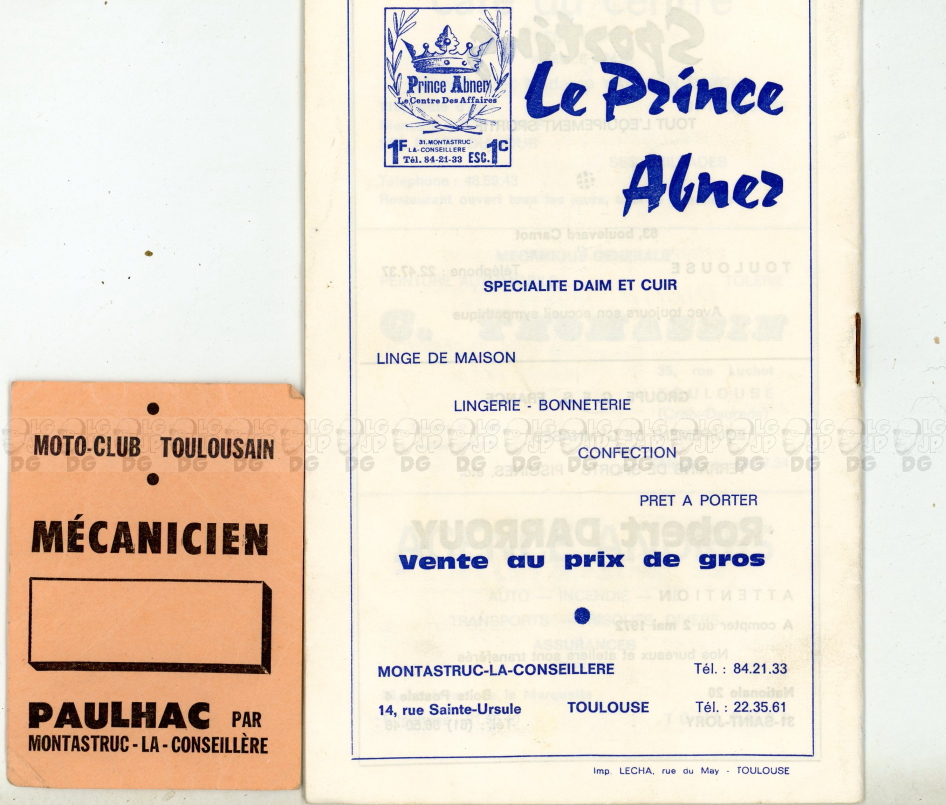 Prince Abner
Le Centre Des Affaires
1F 31. MONTASTRUC- LA-CONSEILLERE Tél. 84-21-33 ESC. 1C
Le Prince
Abner
SPECIALITE DAIM ET CUIR
LINGE DE MAISON
LINGERIE - BONNETERIE
CONFECTION
PRET A PORTER
Vente au prix de gros
MONTASTRUC-LA-CONSEILLERE Tél. : 84.21.33
14, rue Sainte-Ursule TOULOUSE Tél. : 22.35.61
Imp. LECHA, rue du May - TOULOUSE
MOTO-CLUB TOULOUSAIN
MÉCANICIEN
PAULHAC PAR
MONTASTRUC-LA-CONSEILLÈRE